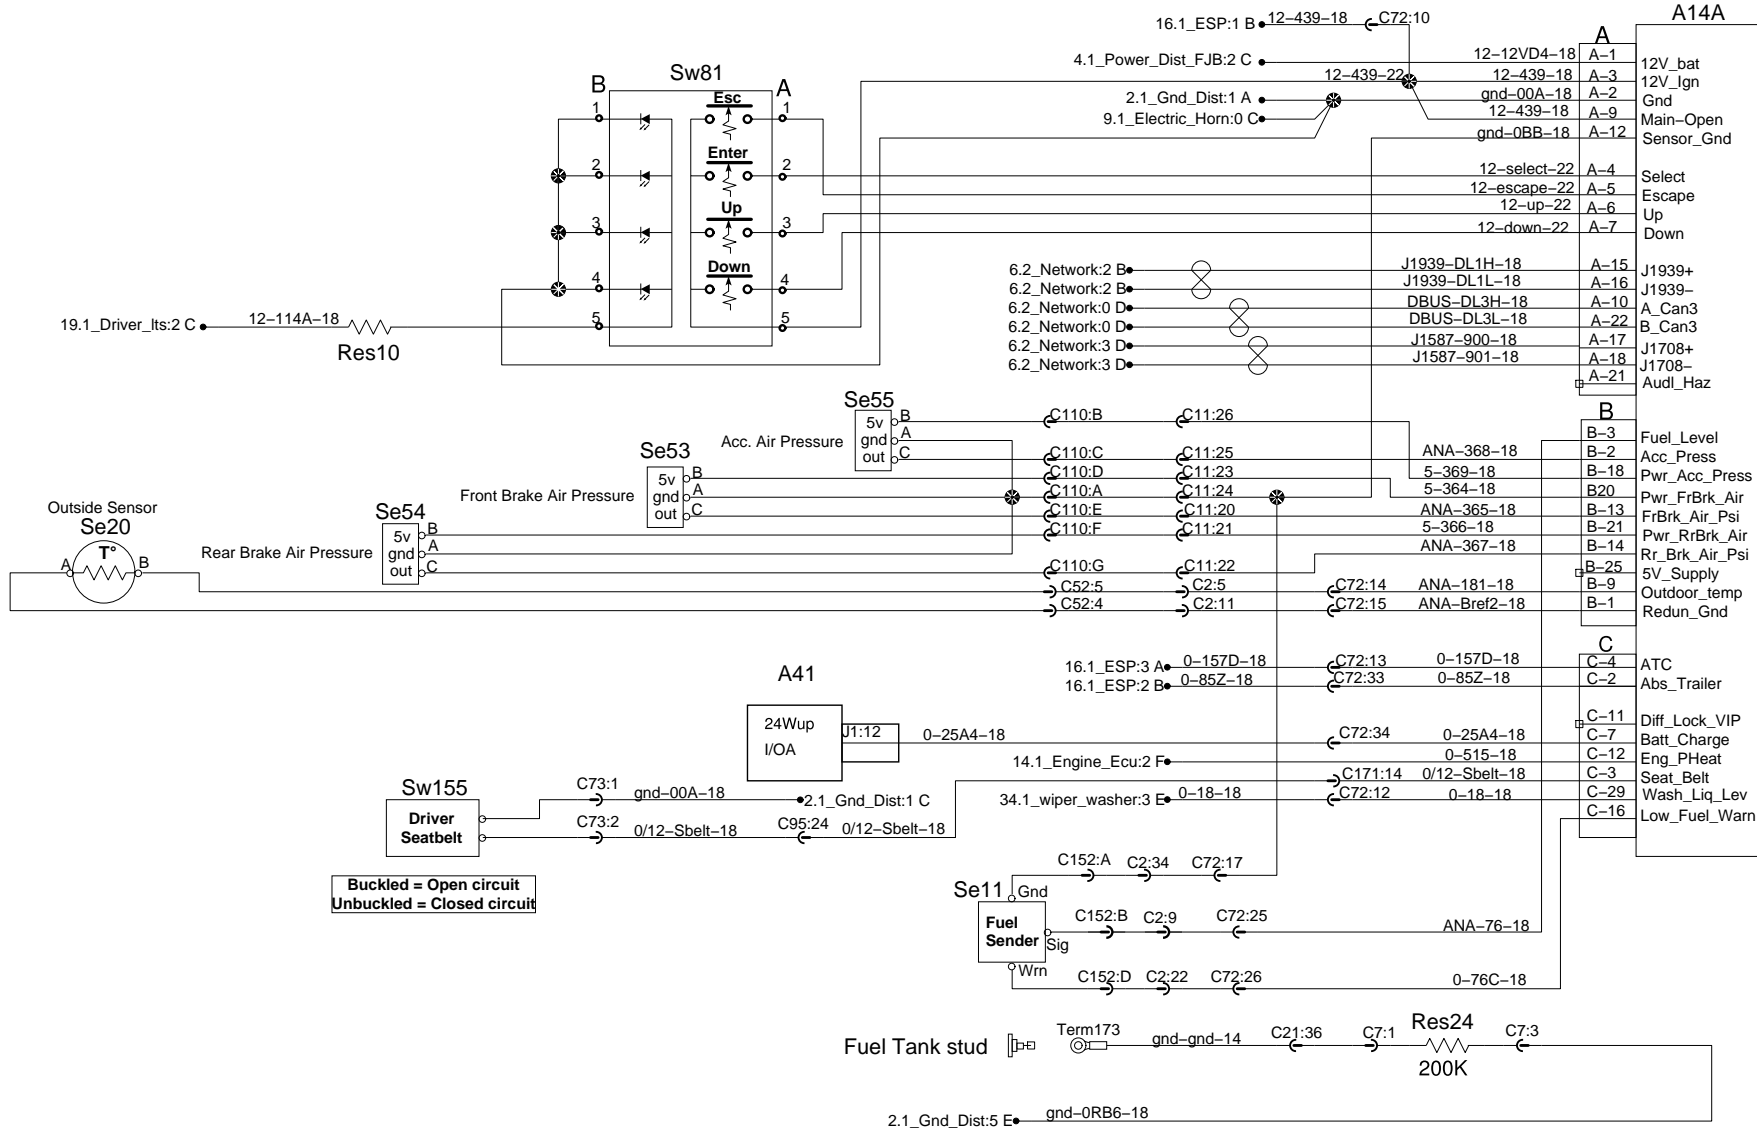 A14A
16.1_ESP:1 B 12–439–18 C72:10
A
4.1_Power_Dist_FJB:2 C 12–12VD4–18 A–1 12V_bat
12–439–22 12–439–18 A–3 12V_Ign
2.1_Gnd_Dist:1 A gnd–00A–18 A–2 Gnd
9.1_Electric_Horn:0 C 12–439–18 A–9 Main–Open
gnd–0BB–18 A–12 Sensor_Gnd
12–select–22 A–4 Select
12–escape–22 A–5 Escape
12–up–22 A–6 Up
12–down–22 A–7 Down
Sw81
B A
1 Esc 1
2 Enter 2
3 Up 3
4 Down 4
5 5
19.1_Driver_lts:2 C 12–114A–18
Res10
6.2_Network:2 B J1939–DL1H–18 A–15 J1939+
6.2_Network:2 B J1939–DL1L–18 A–16 J1939–
6.2_Network:0 D DBUS–DL3H–18 A–10 A_Can3
6.2_Network:0 D DBUS–DL3L–18 A–22 B_Can3
6.2_Network:3 D J1587–900–18 A–17 J1708+
6.2_Network:3 D J1587–901–18 A–18 J1708–
A–21 Audl_Haz
B
Se55
Acc. Air Pressure
5v B
gnd A
out C
Se53
Front Brake Air Pressure
5v B
gnd A
out C
Se54
Rear Brake Air Pressure
5v B
gnd A
out C
Outside Sensor
Se20
T°
A B
C110:B C11:26
B–3 Fuel_Level
C110:C C11:25 ANA–368–18 B–2 Acc_Press
C110:D C11:23 5–369–18 B–18 Pwr_Acc_Press
C110:A C11:24 5–364–18 B20 Pwr_FrBrk_Air
C110:E C11:20 ANA–365–18 B–13 FrBrk_Air_Psi
C110:F C11:21 5–366–18 B–21 Pwr_RrBrk_Air
ANA–367–18 B–14 Rr_Brk_Air_Psi
C110:G C11:22 B–25 5V_Supply
C52:5 C2:5 C72:14 ANA–181–18 B–9 Outdoor_temp
C52:4 C2:11 C72:15 ANA–Bref2–18 B–1 Redun_Gnd
C
16.1_ESP:3 A 0–157D–18 C72:13 0–157D–18 C–4 ATC
16.1_ESP:2 B 0–85Z–18 C72:33 0–85Z–18 C–2 Abs_Trailer
C–11 Diff_Lock_VIP
A41
24Wup
I/OA
J1:12 0–25A4–18 C72:34 0–25A4–18 C–7 Batt_Charge
14.1_Engine_Ecu:2 F 0–515–18 C–12 Eng_PHeat
C171:14 0/12–Sbelt–18 C–3 Seat_Belt
34.1_wiper_washer:3 E 0–18–18 C72:12 0–18–18 C–29 Wash_Liq_Lev
C–16 Low_Fuel_Warn
Sw155
Driver
Seatbelt
C73:1 gnd–00A–18 2.1_Gnd_Dist:1 C
C73:2 0/12–Sbelt–18 C95:24 0/12–Sbelt–18
Buckled = Open circuit
Unbuckled = Closed circuit
Se11
Fuel
Sender
Gnd C152:A C2:34 C72:17
Sig C152:B C2:9 C72:25 ANA–76–18
Wrn C152:D C2:22 C72:26 0–76C–18
Fuel Tank stud Term173 gnd–gnd–14 C21:36 C7:1 Res24 C7:3
200K
2.1_Gnd_Dist:5 E gnd–0RB6–18